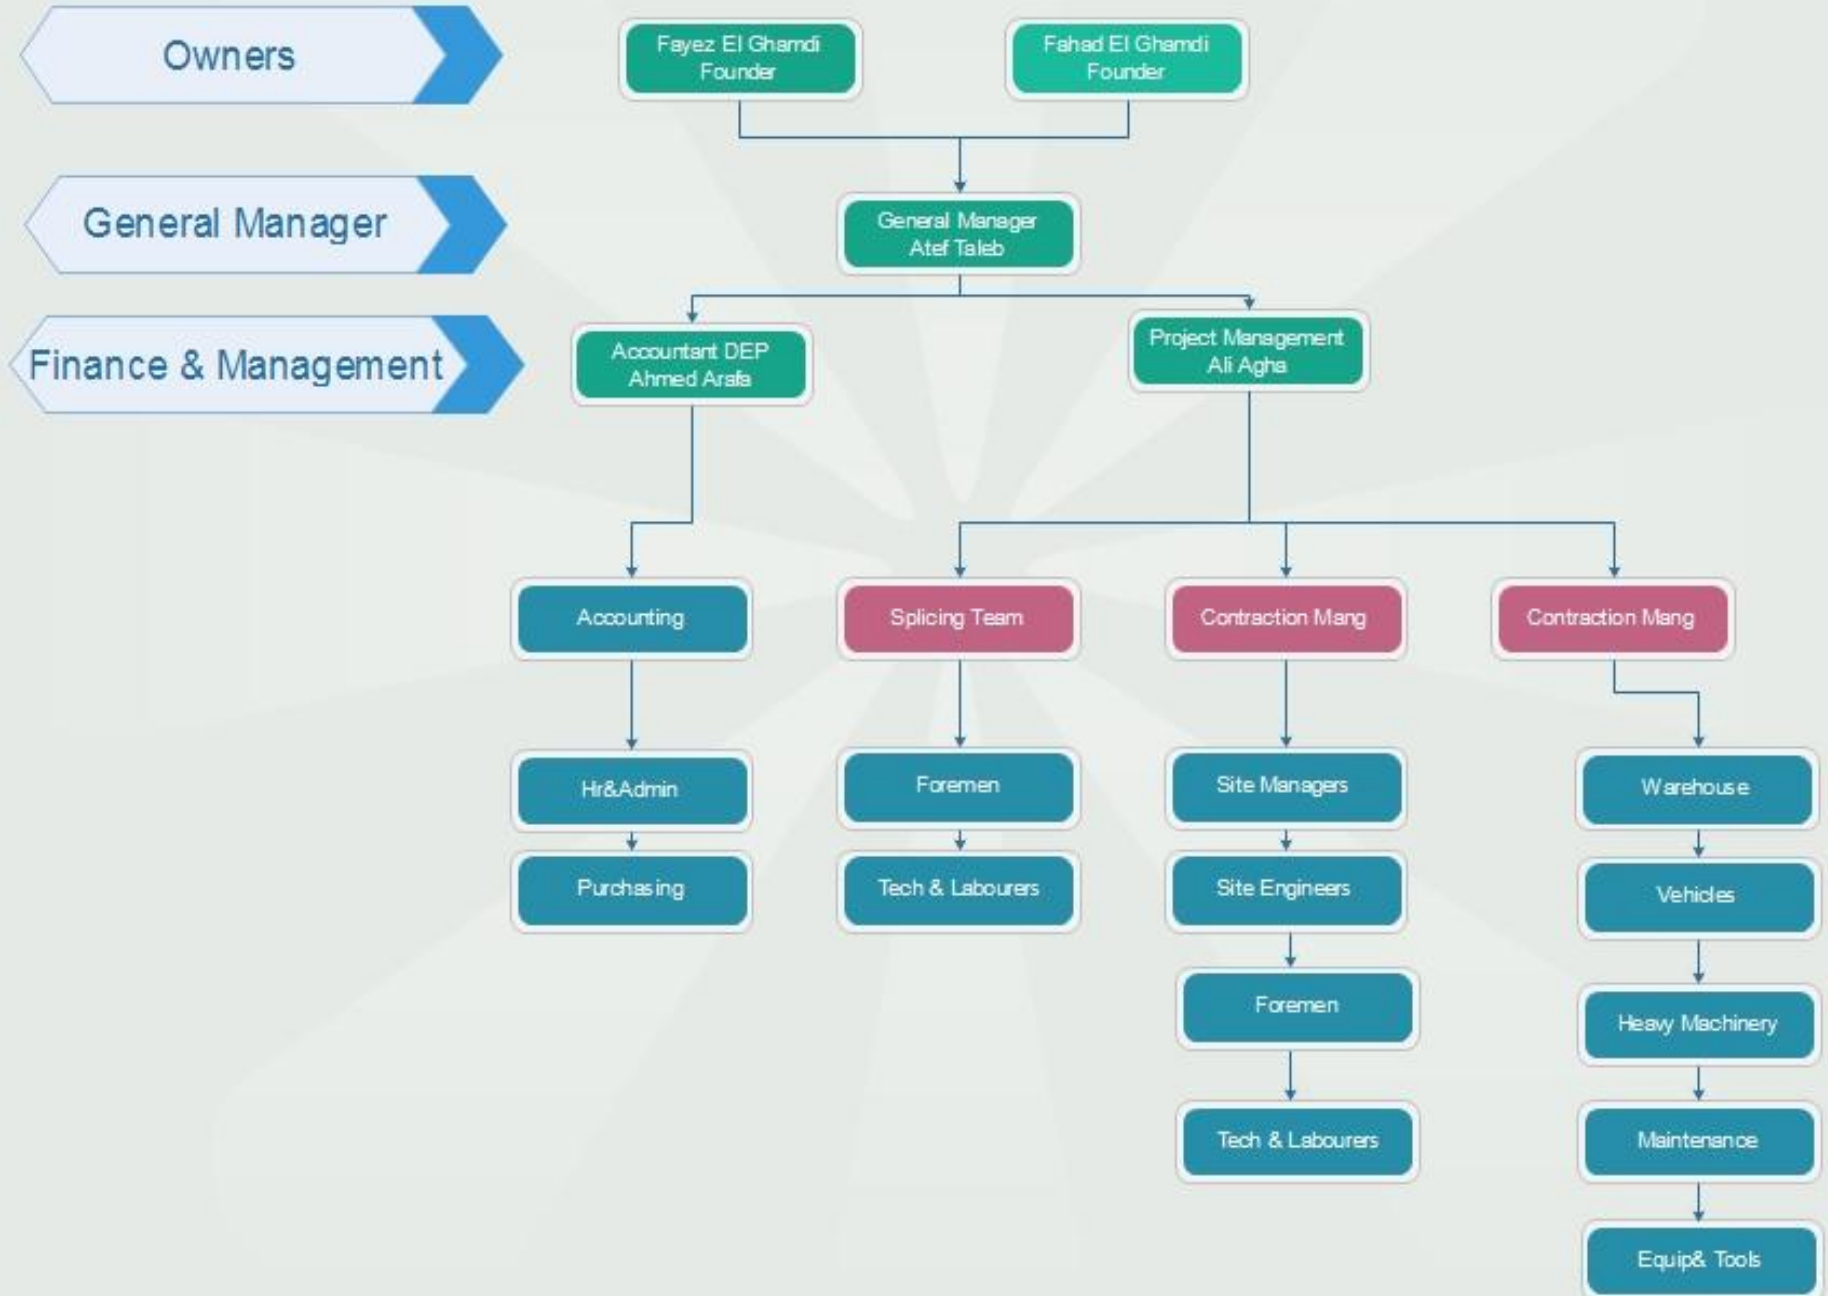 Owners
Fayez El Ghamdi
Founder
Fahad El Ghamdi
Founder
General Manager
General Manager
Atef Taleb
Finance & Management
Accountant DEP
Ahmed Arafa
Project Management
Ali Agha
Accounting
Splicing Team
Contraction Mang
Contraction Mang
Hr&Admin
Foremen
Site Managers
Warehouse
Purchasing
Tech & Labourers
Site Engineers
Vehicles
Foremen
Heavy Machinery
Tech & Labourers
Maintenance
Equip& Tools